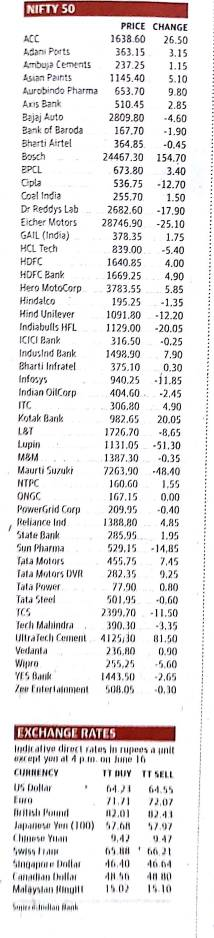 NIFTY 50
PRICE CHANGE
ACC 1638.60 26.50
Adani Ports 363.15 3.15
Ambuja Cements 237.25 1.15
Asian Paints 1145.40 5.10
Aurobindo Pharma 653.70 9.80
Axis Bank 510.45 2.85
Bajaj Auto 2809.80 -4.60
Bank of Baroda 167.70 -1.90
Bharti Airtel 364.85 -0.45
Bosch 24467.30 154.70
BPCL 673.80 3.40
Cipla 536.75 -12.70
Coal India 255.70 1.50
Dr Reddys Lab 2682.60 -17.90
Eicher Motors 28746.90 -25.10
GAIL (India) 378.35 1.75
HCL Tech 839.00 -5.40
HDFC 1640.85 4.00
HDFC Bank 1669.25 4.90
Hero MotoCorp 3783.55 5.85
Hindalco 195.25 -1.35
Hind Unilever 1091.80 -12.20
Indiabulls HFL 1129.00 -20.05
ICICI Bank 316.50 -0.25
IndusInd Bank 1498.90 7.90
Bharti Infratel 375.10 0.30
Infosys 940.25 -11.85
Indian OilCorp 404.60 -2.45
ITC 306.80 4.90
Kotak Bank 982.65 20.05
L&T 1726.70 -8.65
Lupin 1131.05 -51.30
M&M 1387.30 -0.35
Maurti Suzuki 7263.90 -48.40
NTPC 160.60 1.55
ONGC 167.15 0.00
PowerGrid Corp 209.95 -0.40
Reliance Ind 1388.80 4.85
State Bank 285.95 1.95
Sun Pharma 529.15 -14.85
Tata Motors 455.75 7.45
Tata Motors DVR 282.35 9.25
Tata Power 77.90 0.80
Tata Steel 501.95 -0.60
TCS 2399.70 -11.50
Tech Mahindra 390.30 -3.35
UltraTech Cement 4125.30 81.50
Vedanta 236.80 0.90
Wipro 255.25 -5.60
YES Bank 1443.50 -2.65
Zee Entertainment 508.05 -0.30
EXCHANGE RATES
Indicative direct rates in rupees a unit
except yen at 4 p.m. on June 16
CURRENCY TT BUY TT SELL
US Dollar 64.23 64.55
Euro 71.71 72.07
British Pound 82.01 82.43
Japanese Yen (100) 57.68 57.97
Chinese Yuan 9.42 9.47
Swiss Franc 65.88 66.21
Singapore Dollar 46.40 46.64
Canadian Dollar 48.56 48.80
Malaysian Ringitt 15.02 15.10
Source:Indian Bank